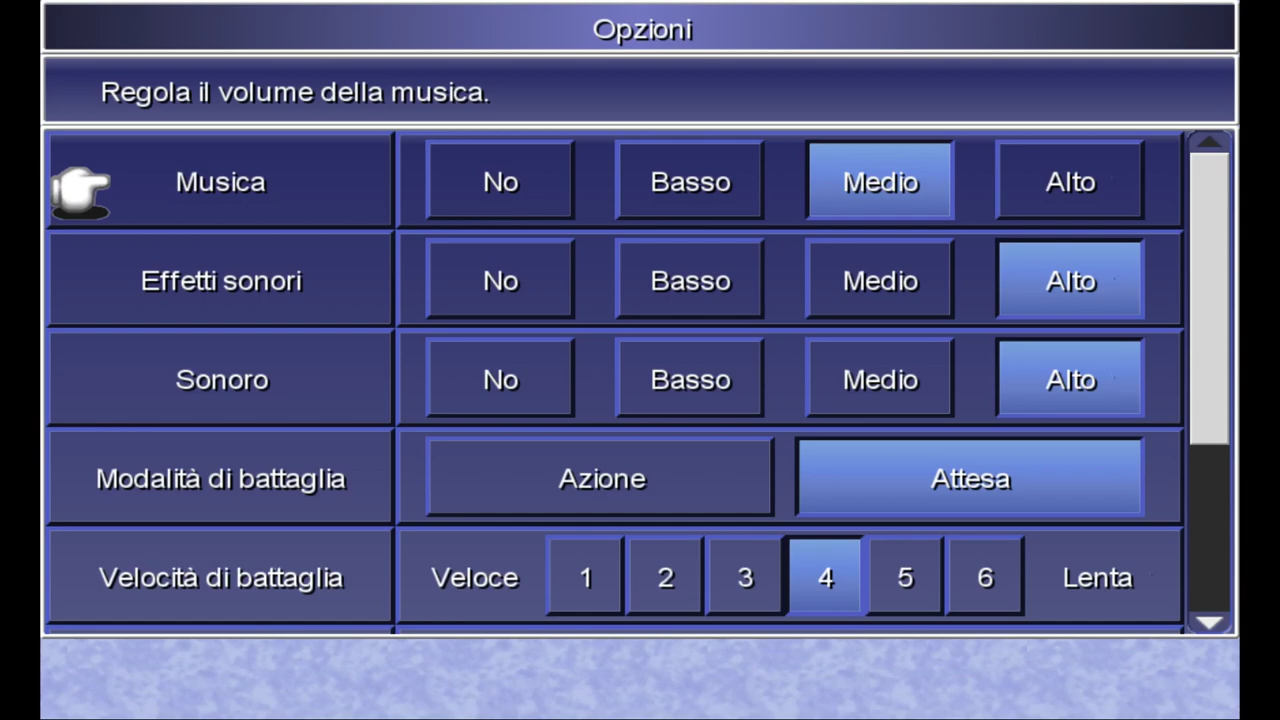 Opzioni
Regola il volume della musica.
Musica No Basso Medio Alto
Effetti sonori No Basso Medio Alto
Sonoro No Basso Medio Alto
Modalità di battaglia Azione Attesa
Velocità di battaglia Veloce 1 2 3 4 5 6 Lenta